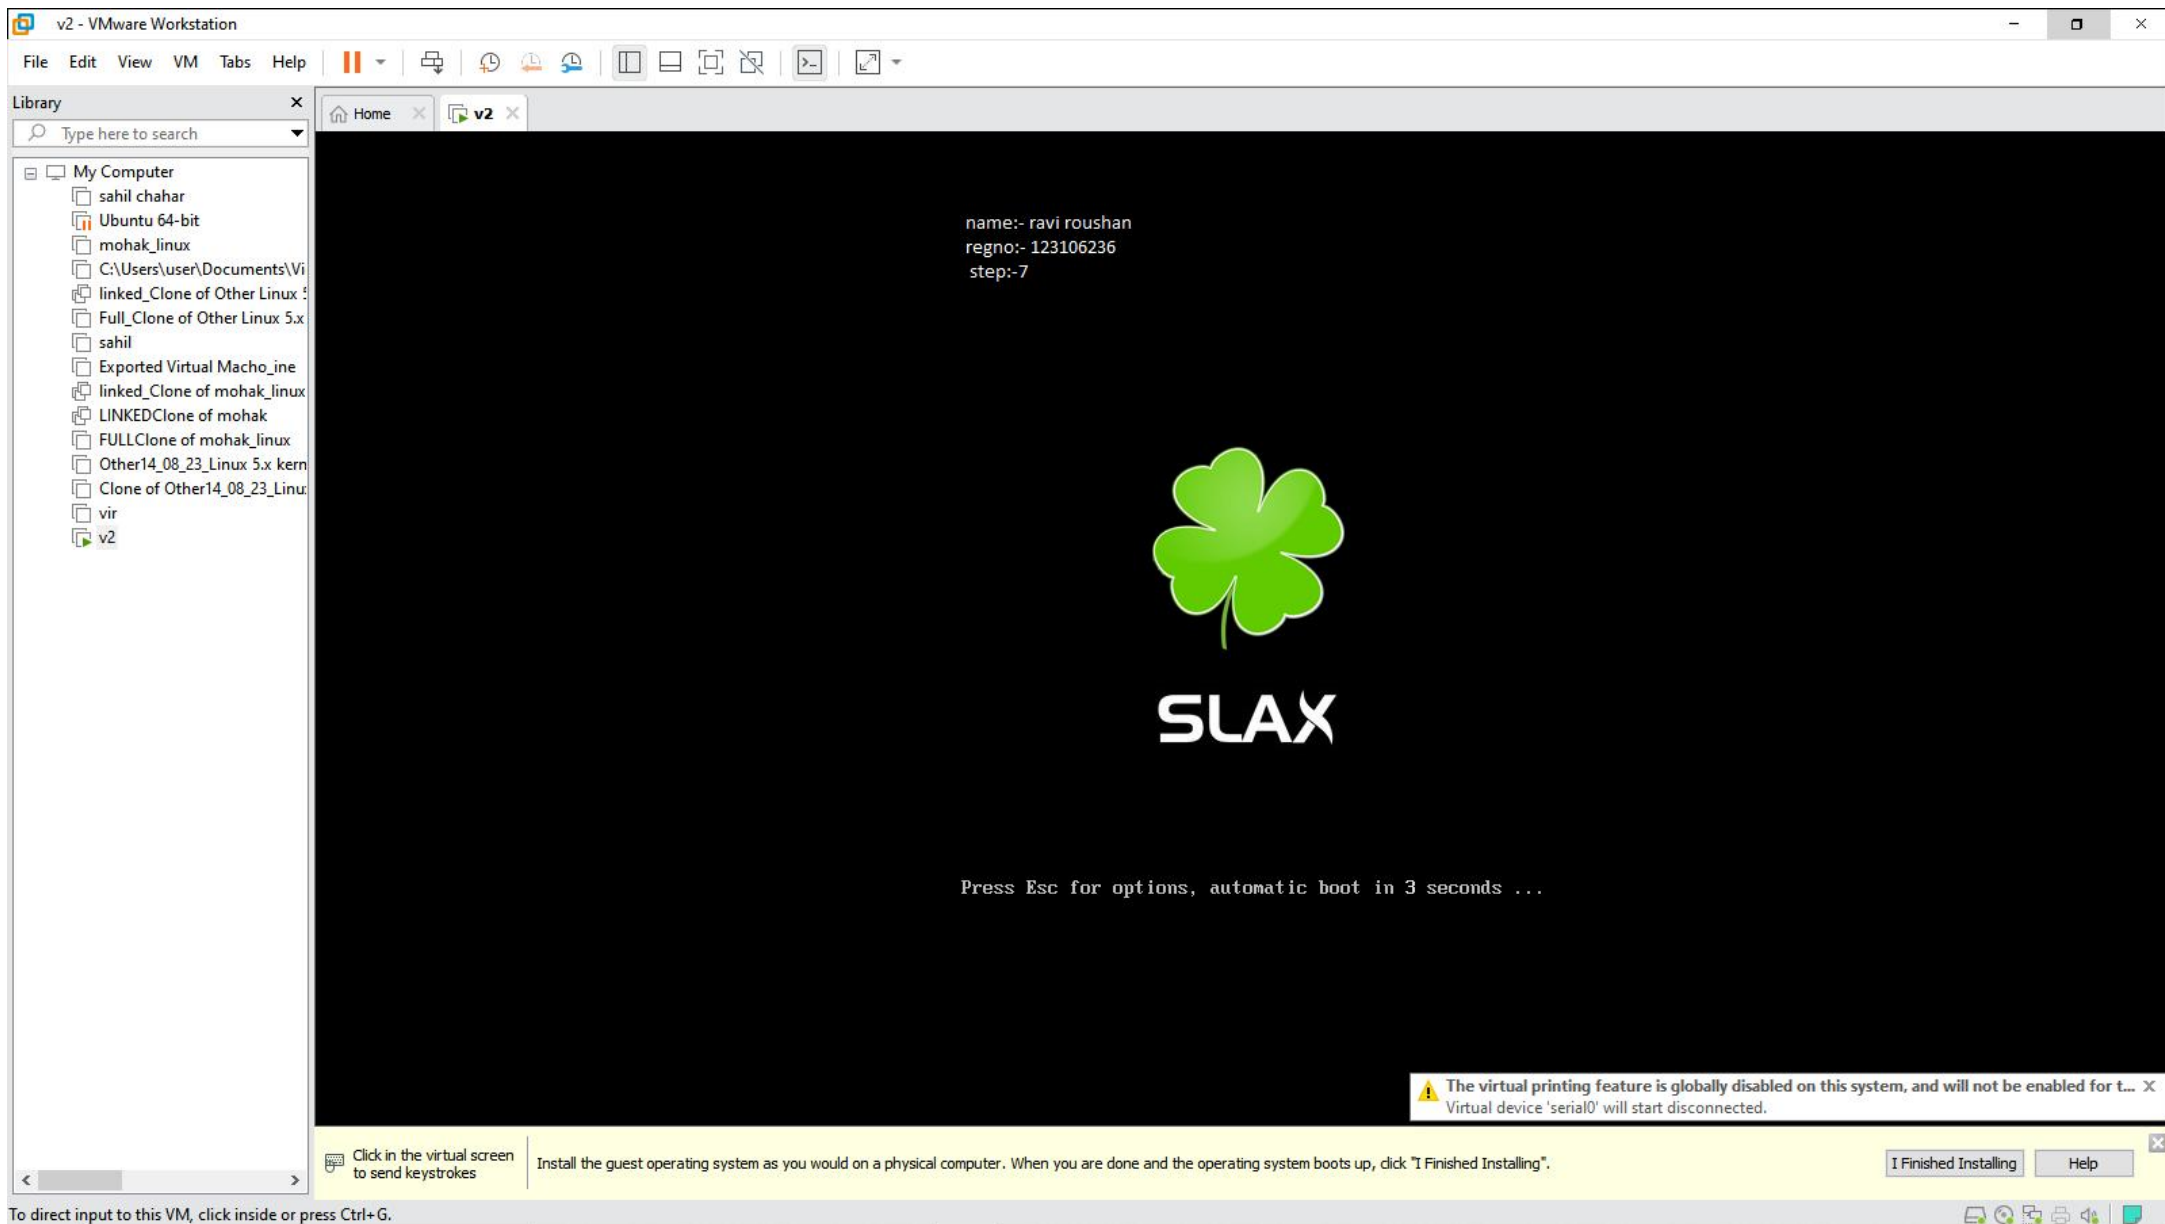 v2 - VMware Workstation
File Edit View VM Tabs Help
Library
Type here to search
Home
v2
My Computer
sahil chahar
Ubuntu 64-bit
mohak_linux
C:\Users\user\Documents\Vi
linked_Clone of Other Linux 5
Full_Clone of Other Linux 5.x
sahil
Exported Virtual Macho_ine
linked_Clone of mohak_linux
LINKEDClone of mohak
FULLClone of mohak_linux
Other14_08_23_Linux 5.x kern
Clone of Other14_08_23_Linu
vir
v2
name:- ravi roushan
regno:- 123106236
step:-7
SLAX
Press Esc for options, automatic boot in 3 seconds ...
The virtual printing feature is globally disabled on this system, and will not be enabled for t...
Virtual device 'serial0' will start disconnected.
Click in the virtual screen
to send keystrokes
Install the guest operating system as you would on a physical computer. When you are done and the operating system boots up, click "I Finished Installing".
I Finished Installing
Help
To direct input to this VM, click inside or press Ctrl+G.